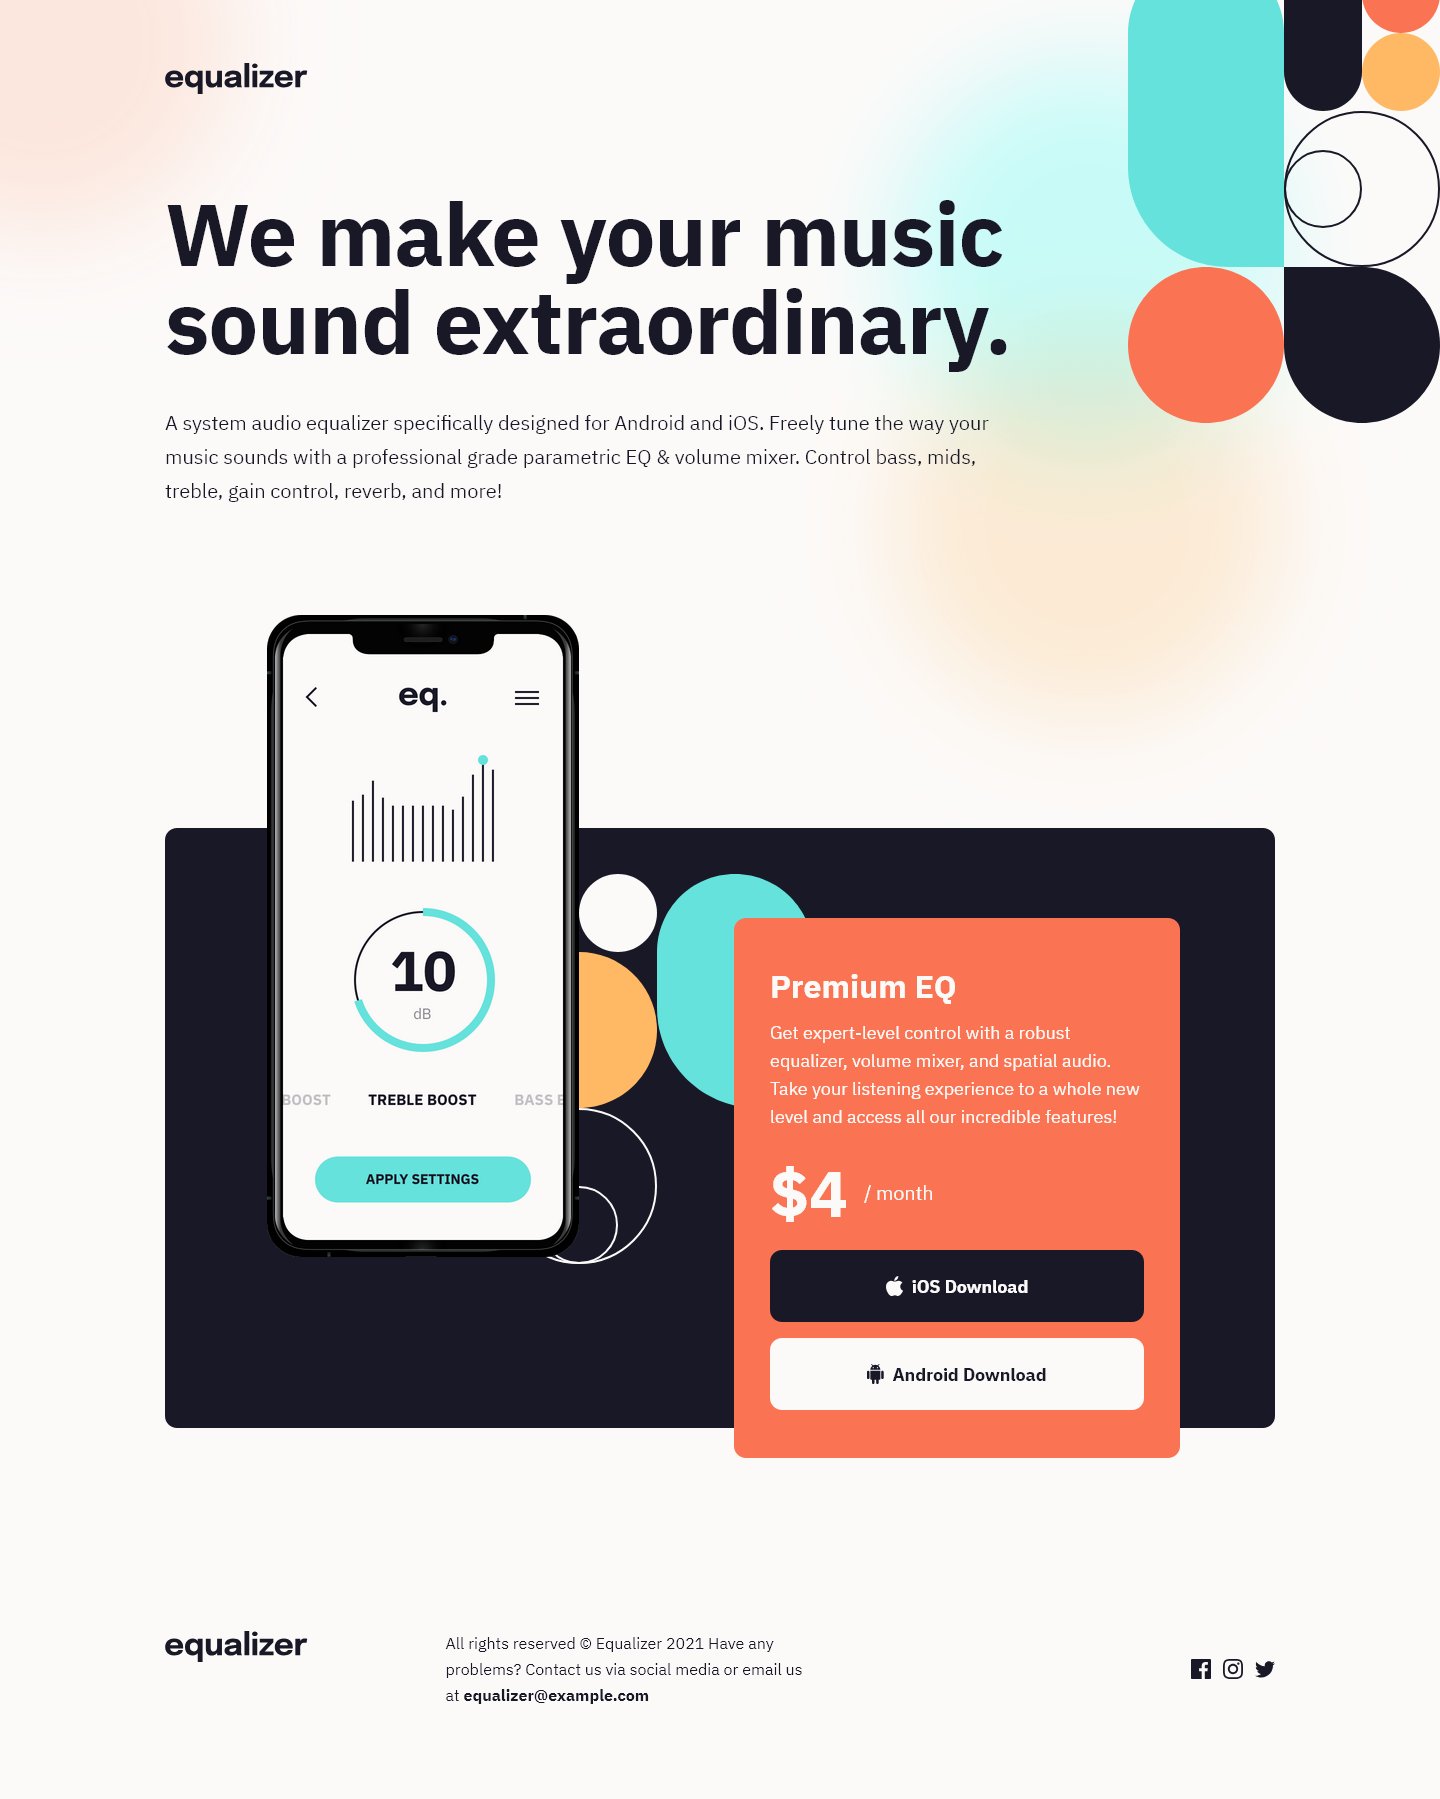 equalizer
We make your music
sound extraordinary.
A system audio equalizer specifically designed for Android and iOS. Freely tune the way your
music sounds with a professional grade parametric EQ & volume mixer. Control bass, mids,
treble, gain control, reverb, and more!
eq.
10
dB
BOOST TREBLE BOOST BASS
APPLY SETTINGS
Premium EQ
Get expert-level control with a robust
equalizer, volume mixer, and spatial audio.
Take your listening experience to a whole new
level and access all our incredible features!
$4 / month
iOS Download
Android Download
equalizer
All rights reserved © Equalizer 2021 Have any
problems? Contact us via social media or email us
at equalizer@example.com